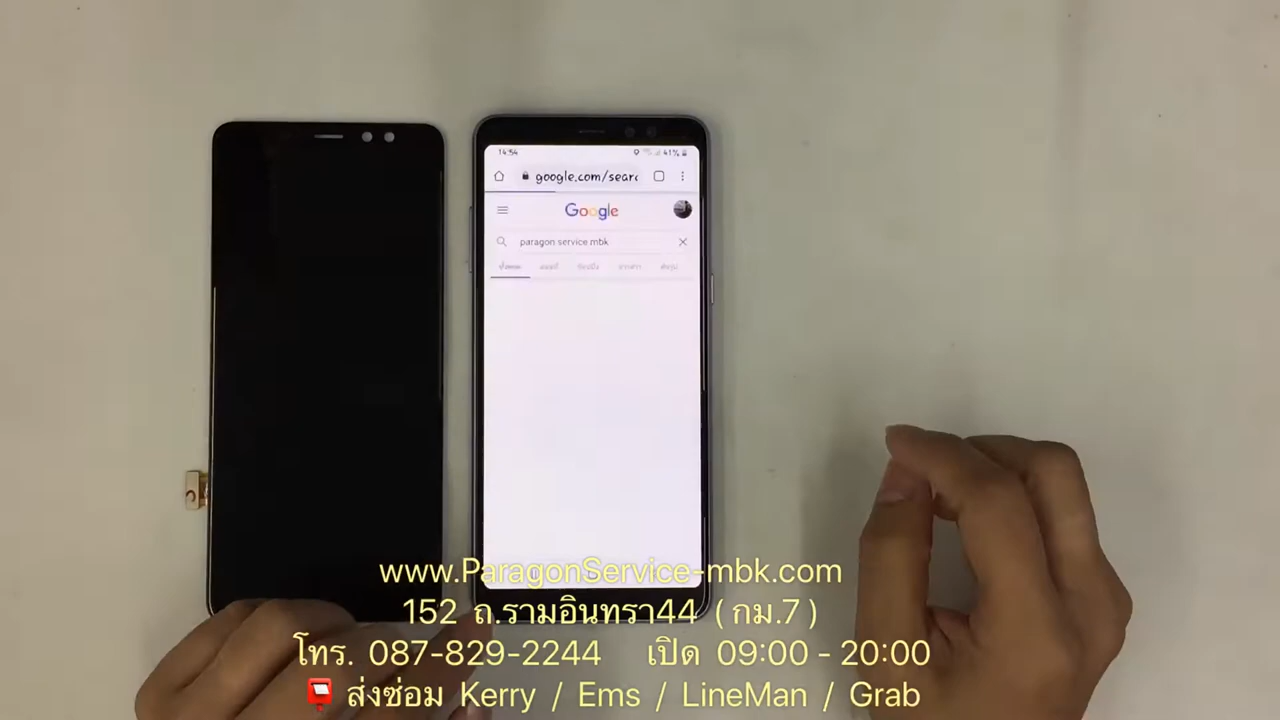 14:54
41%
google.com/searc
Google
paragon service mbk
www.ParagonService-mbk.com
152 ถ.รามอินทรา44 ( กม.7 )
โทร. 087-829-2244 เปิด 09:00 - 20:00
ส่งซ่อม Kerry / Ems / LineMan / Grab